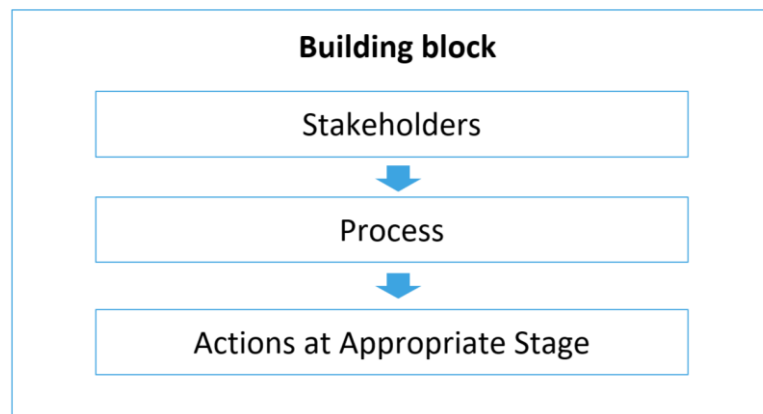 Building block
Stakeholders
Process
Actions at Appropriate Stage